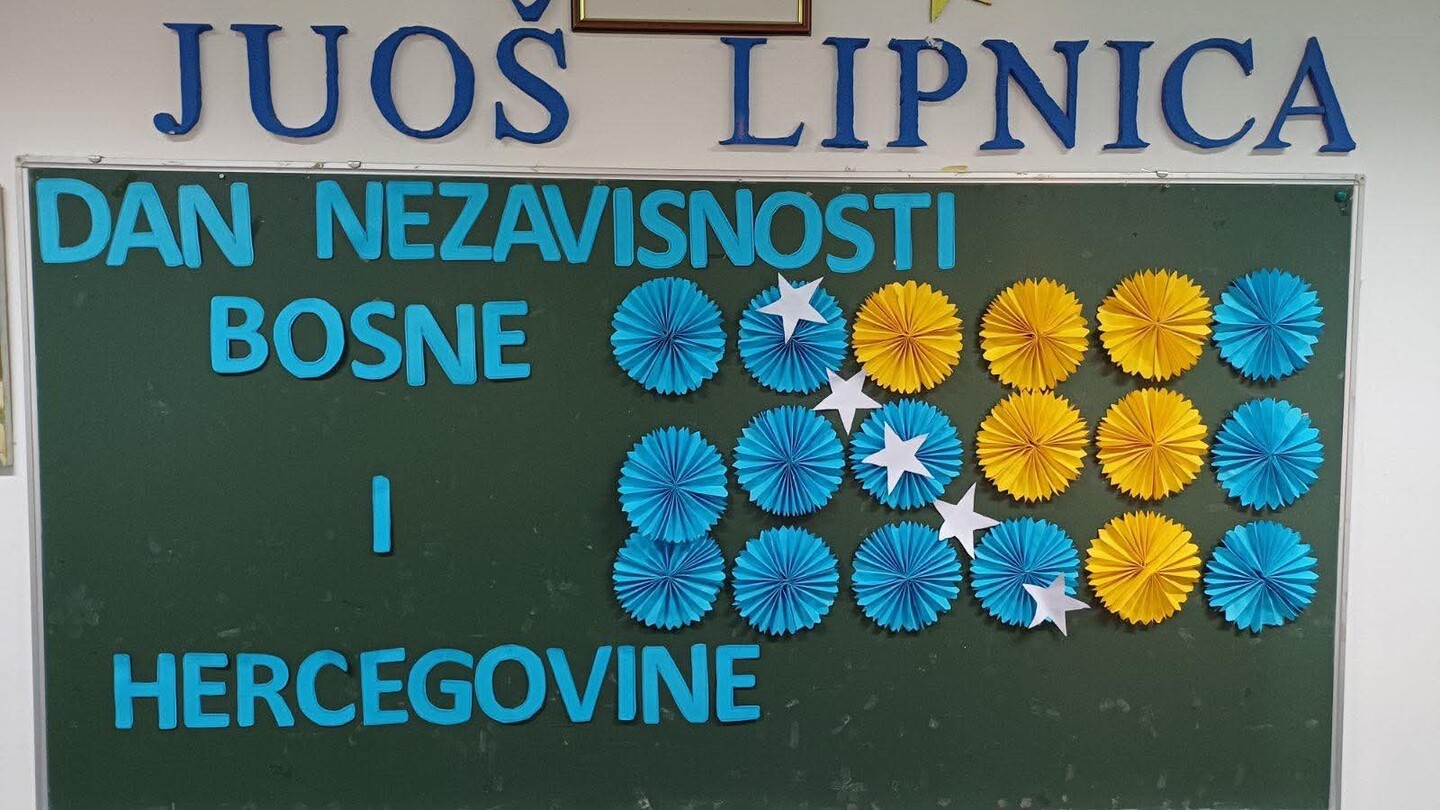 JUOŠ LIPNICA
DAN NEZAVISNOSTI
BOSNE
I
HERCEGOVINE